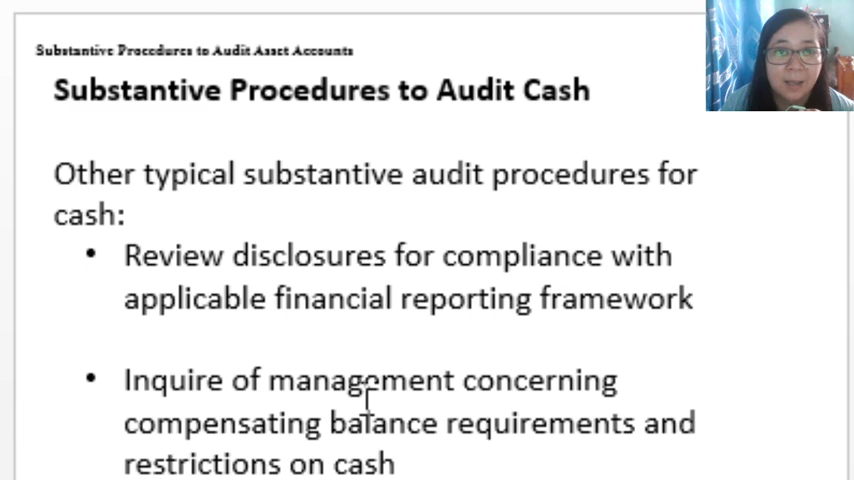 Substantive Procedures to Audit Asset Accounts
Substantive Procedures to Audit Cash
Other typical substantive audit procedures for
cash:
• Review disclosures for compliance with
applicable financial reporting framework
• Inquire of management concerning
compensating balance requirements and
restrictions on cash